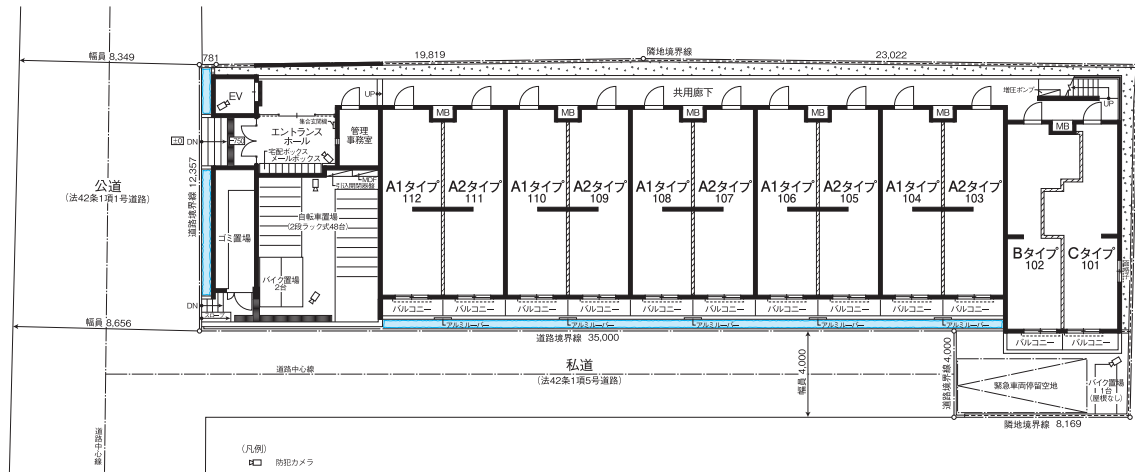 幅員 8,349
781
19,819
隣地境界線
23,022
EV
UP
共用廊下
増圧ポンプ
UP
MB
MB
MB
MB
MB
MB
集合玄関機
エントランス
ホール
管理
事務室
宅配ボックス
メールボックス
±0
DN
+750
公道
(法42条1項1号道路)
道路境界線 12,357
MDF
引込開閉器盤
A1タイプ
112
A2タイプ
111
A1タイプ
110
A2タイプ
109
A1タイプ
108
A2タイプ
107
A1タイプ
106
A2タイプ
105
A1タイプ
104
A2タイプ
103
Bタイプ
102
Cタイプ
101
ゴミ置場
自転車置場
(2段ラック式48台)
バイク置場
2台
DN
バルコニー
バルコニー
バルコニー
バルコニー
バルコニー
バルコニー
バルコニー
バルコニー
バルコニー
バルコニー
アルミルーバー
アルミルーバー
アルミルーバー
アルミルーバー
アルミルーバー
バルコニー
バルコニー
幅員 8,656
道路境界線 35,000
道路中心線
私道
(法42条1項5号道路)
幅員 4,000
道路境界線 4,000
緊急車両停留空地
バイク置場
1台
(屋根なし)
隣地境界線 8,169
道路中心線
(凡例)
防犯カメラ